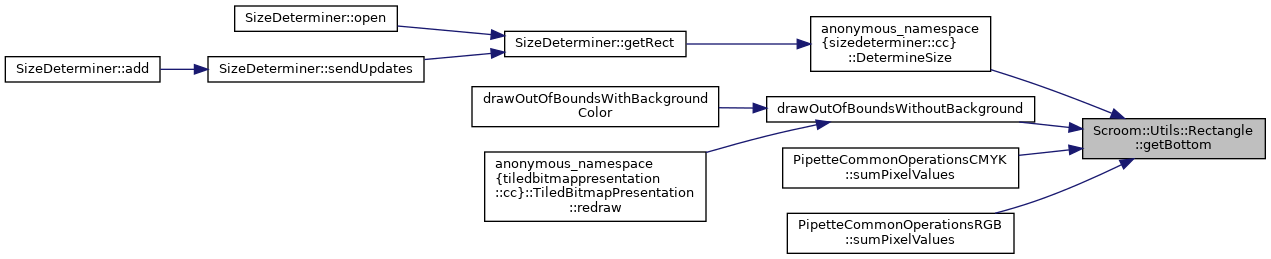 SizeDeterminer::open
SizeDeterminer::add
SizeDeterminer::sendUpdates
SizeDeterminer::getRect
anonymous_namespace
{sizedeterminer::cc}
::DetermineSize
drawOutOfBoundsWithBackground
Color
drawOutOfBoundsWithoutBackground
anonymous_namespace
{tiledbitmappresentation
::cc}::TiledBitmapPresentation
::redraw
PipetteCommonOperationsCMYK
::sumPixelValues
PipetteCommonOperationsRGB
::sumPixelValues
Scroom::Utils::Rectangle
::getBottom